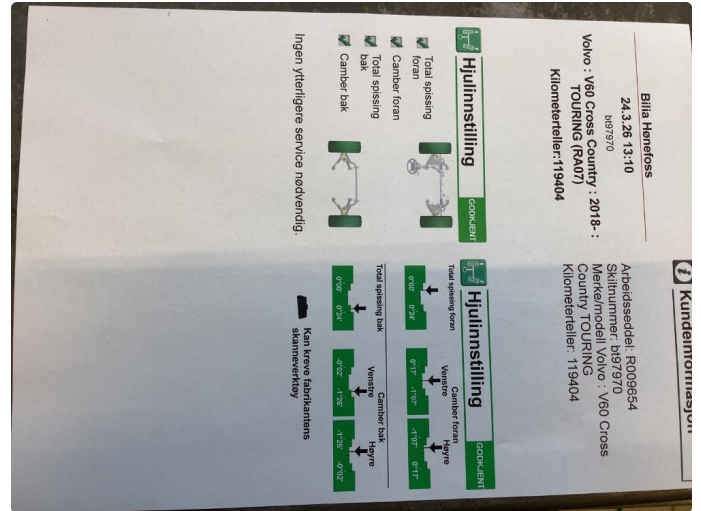 Bilia Hønefoss
24.3.26 13:10
bt97970
Volvo : V60 Cross Country : 2018- :
TOURING (RA07)
Kilometerteller:119404
Kundeinformasjon
Arbeidsseddel: R009654
Skiltnummer: bt97970
Merke/modell Volvo : V60 Cross
Country TOURING
Kilometerteller: 119404
Hjulinnstilling
GODKJENT
Total spissing
foran
Camber foran
Total spissing
bak
Camber bak
Ingen ytterligere service nødvendig.
Hjulinnstilling
GODKJENT
Total spissing foran
Camber foran
Venstre
Høyre
0°00' 0°24'
0°17' -1°07'
-1°07' 0°17'
Total spissing bak
Camber bak
Venstre
Høyre
0°00' 0°24'
-0°02' -1°26'
-1°26' -0°02'
Kan kreve fabrikantens
skanneverktøy